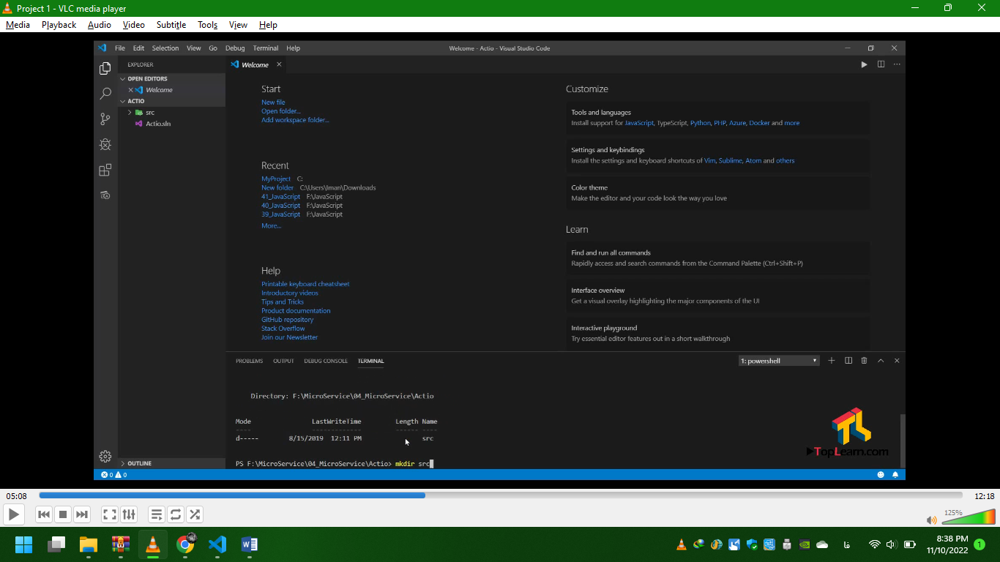 Project 1 - VLC media player
Media Playback Audio Video Subtitle Tools View Help
File Edit Selection View Go Debug Terminal Help
Welcome - Actio - Visual Studio Code
EXPLORER
OPEN EDITORS
Welcome
ACTIO
src
Actio.sln
OUTLINE
Welcome
Start
New file
Open folder...
Add workspace folder...
Recent
MyProject C:
New folder C:\Users\Iman\Downloads
41_JavaScript F:\JavaScript
40_JavaScript F:\JavaScript
39_JavaScript F:\JavaScript
More...
Help
Printable keyboard cheatsheet
Introductory videos
Tips and Tricks
Product documentation
GitHub repository
Stack Overflow
Join our Newsletter
Customize
Tools and languages
Install support for JavaScript, TypeScript, Python, PHP, Azure, Docker and more
Settings and keybindings
Install the settings and keyboard shortcuts of Vim, Sublime, Atom and others
Color theme
Make the editor and your code look the way you love
Learn
Find and run all commands
Rapidly access and search commands from the Command Palette (Ctrl+Shift+P)
Interface overview
Get a visual overlay highlighting the major components of the UI
Interactive playground
Try essential editor features out in a short walkthrough
PROBLEMS OUTPUT DEBUG CONSOLE TERMINAL
1: powershell
Directory: F:\MicroService\04_MicroService\Actio
Mode LastWriteTime Length Name
---- ------------- ------ ----
d----- 8/15/2019 12:11 PM src
PS F:\MicroService\04_MicroService\Actio> mkdir src
TopLearn.com
0 0
05:08
12:18
125%
فا
8:38 PM
11/10/2022
1